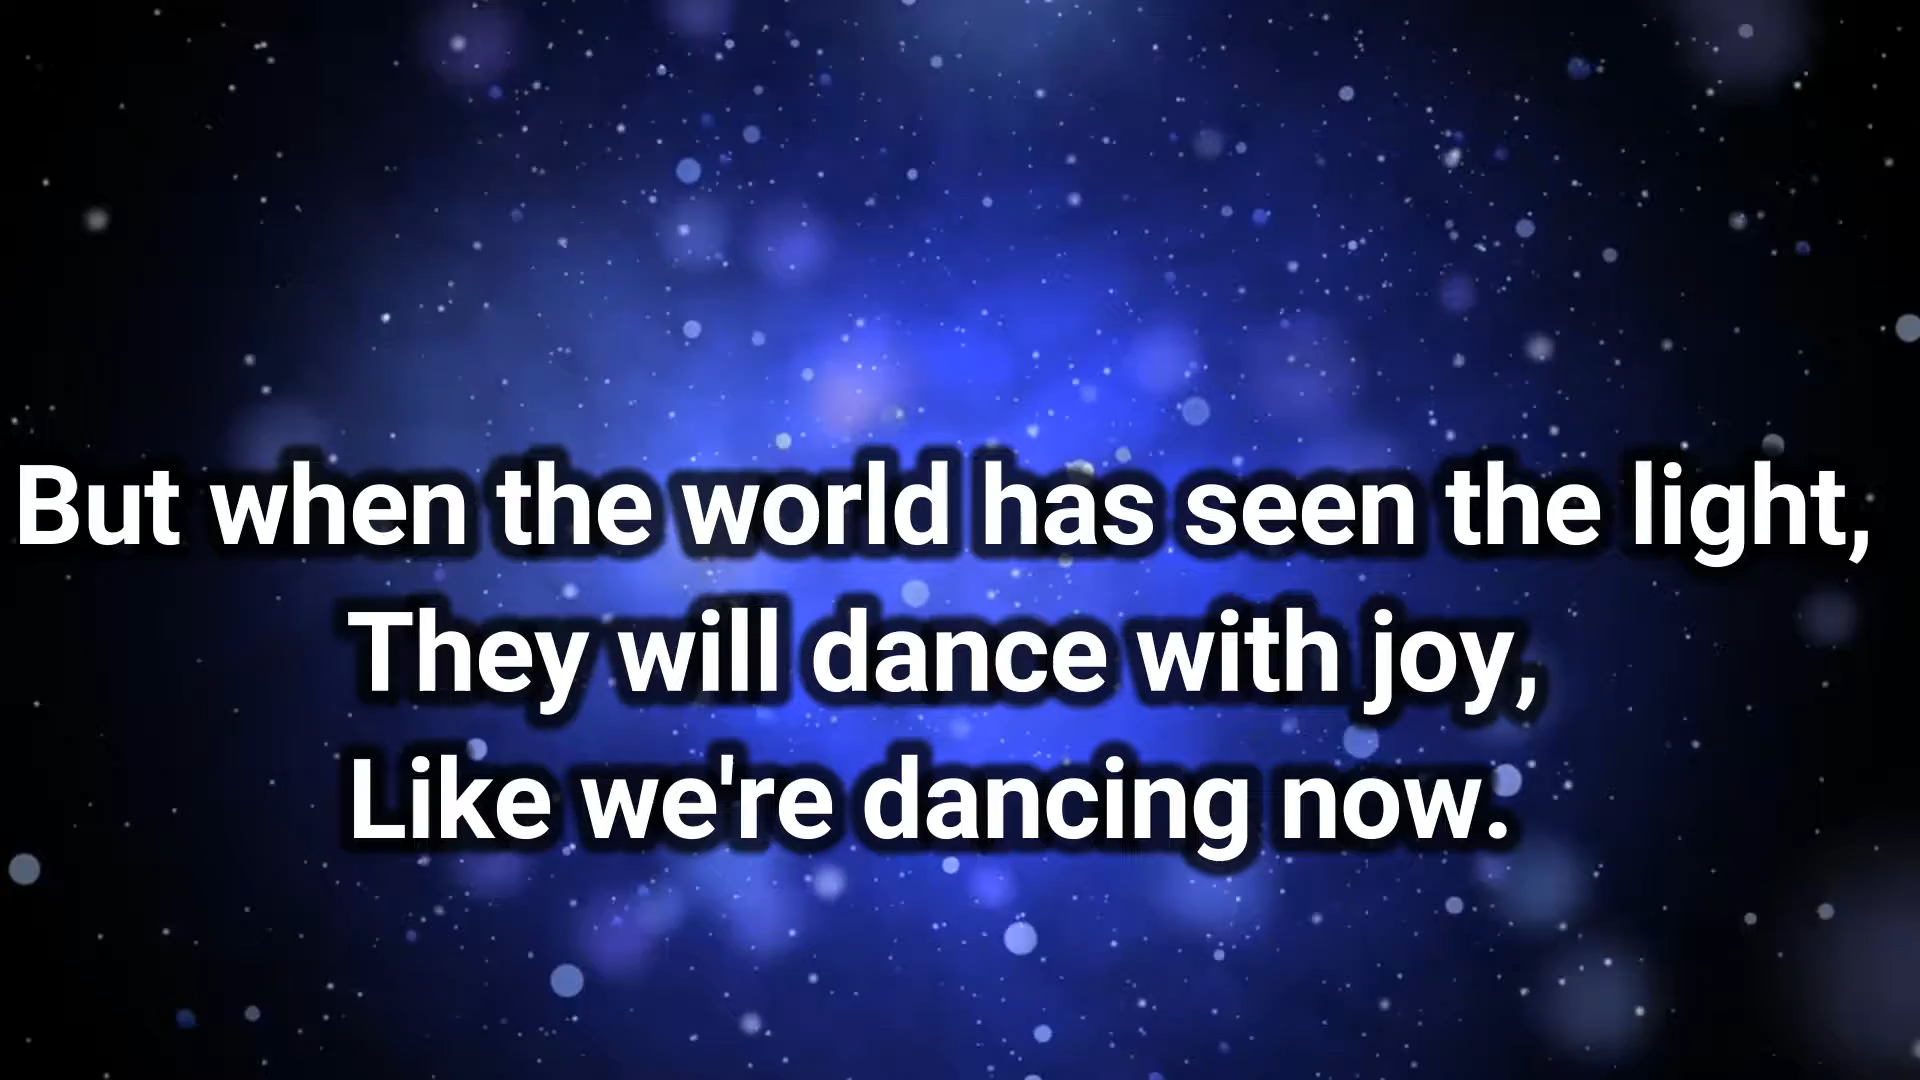 But when the world has seen the light,
They will dance with joy,
Like we're dancing now.